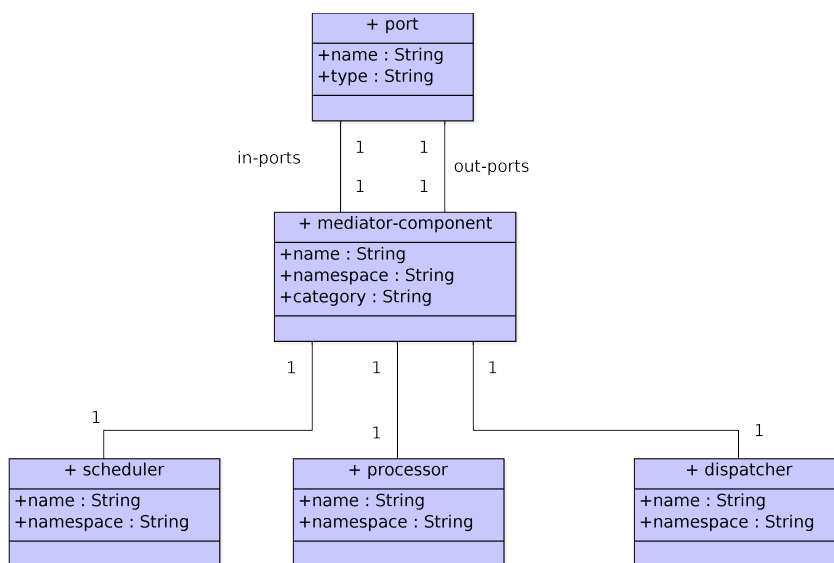 + port
+name : String
+type : String
in-ports
1
1
out-ports
1
1
+ mediator-component
+name : String
+namespace : String
+category : String
1
1
1
1
1
1
+ scheduler
+name : String
+namespace : String
+ processor
+name : String
+namespace : String
+ dispatcher
+name : String
+namespace : String